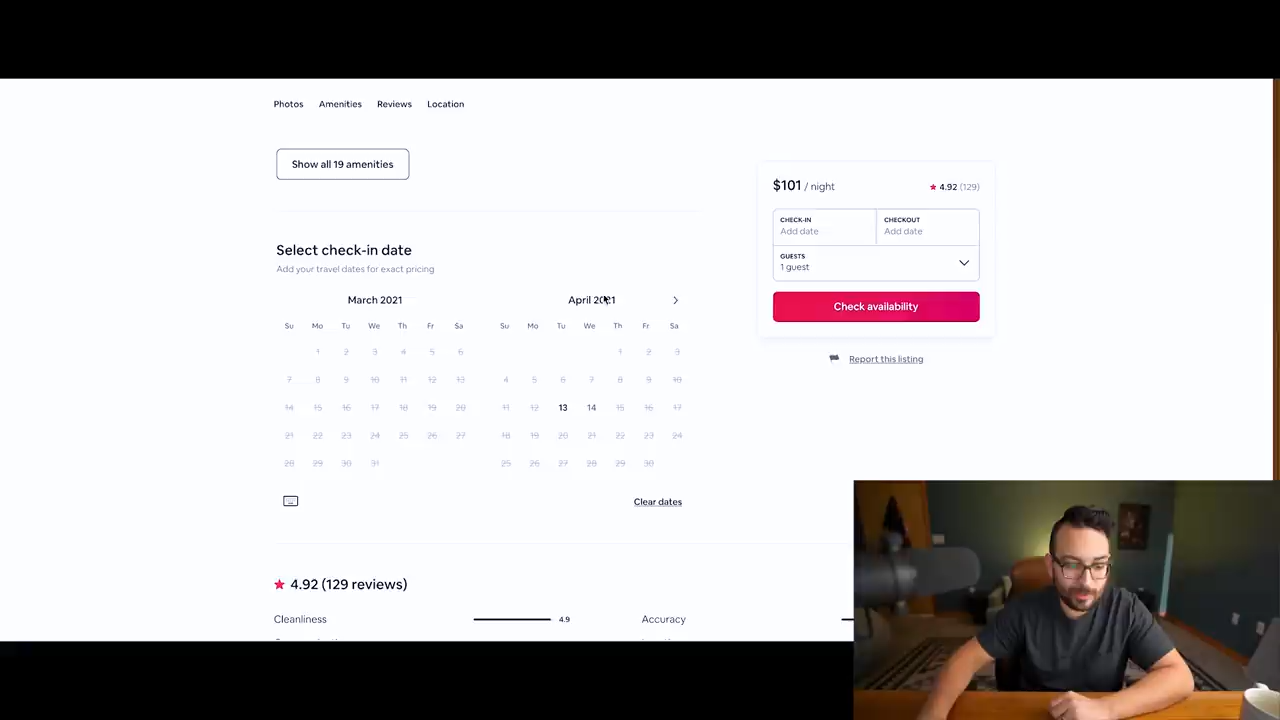 Photos Amenities Reviews Location
Show all 19 amenities
$101 / night
4.92 (129)
CHECK-IN
Add date
CHECKOUT
Add date
GUESTS
1 guest
Check availability
Report this listing
Select check-in date
Add your travel dates for exact pricing
March 2021
Su Mo Tu We Th Fr Sa
1 2 3 4 5 6
7 8 9 10 11 12 13
14 15 16 17 18 19 20
21 22 23 24 25 26 27
28 29 30 31
April 2021
Su Mo Tu We Th Fr Sa
1 2 3
4 5 6 7 8 9 10
11 12 13 14 15 16 17
18 19 20 21 22 23 24
25 26 27 28 29 30
Clear dates
4.92 (129 reviews)
Cleanliness 4.9
Accuracy